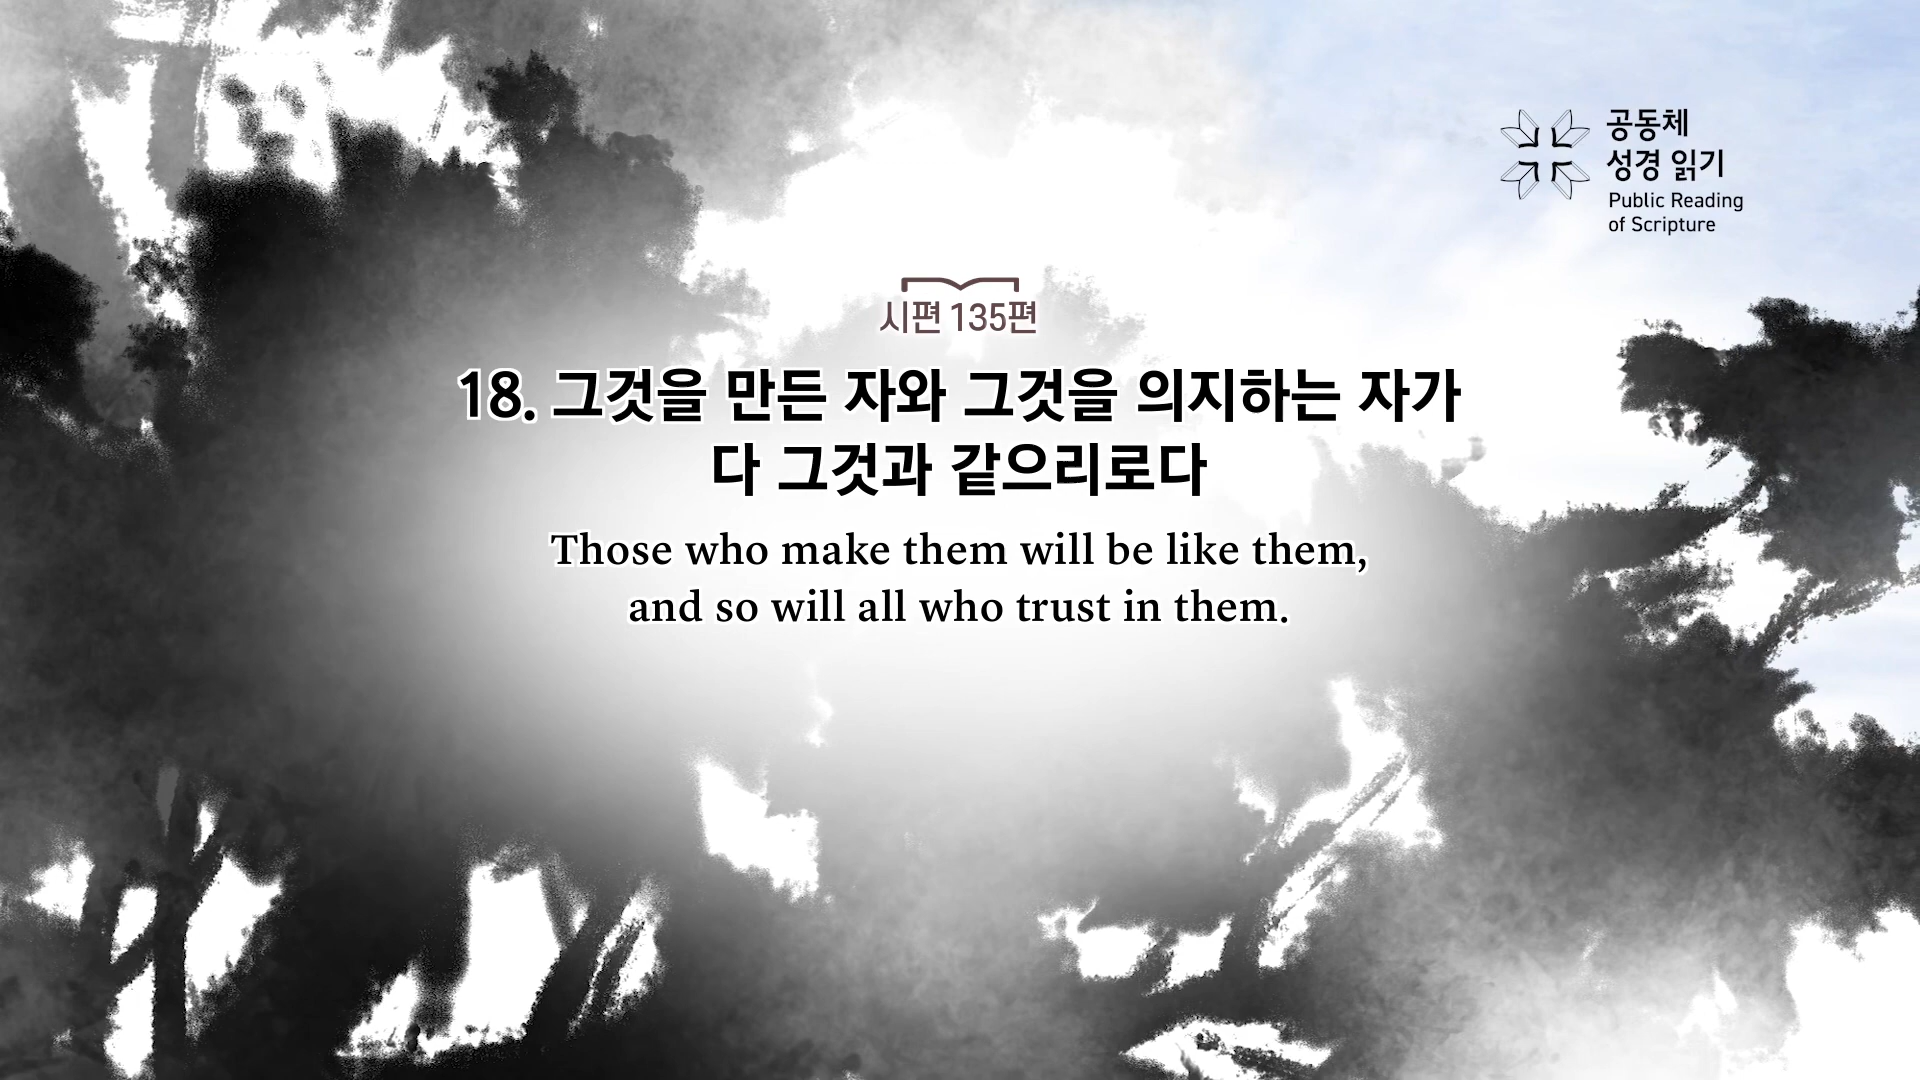 공동체
성경 읽기
Public Reading
of Scripture
시편 135편
18. 그것을 만든 자와 그것을 의지하는 자가
다 그것과 같으리로다
Those who make them will be like them,
and so will all who trust in them.